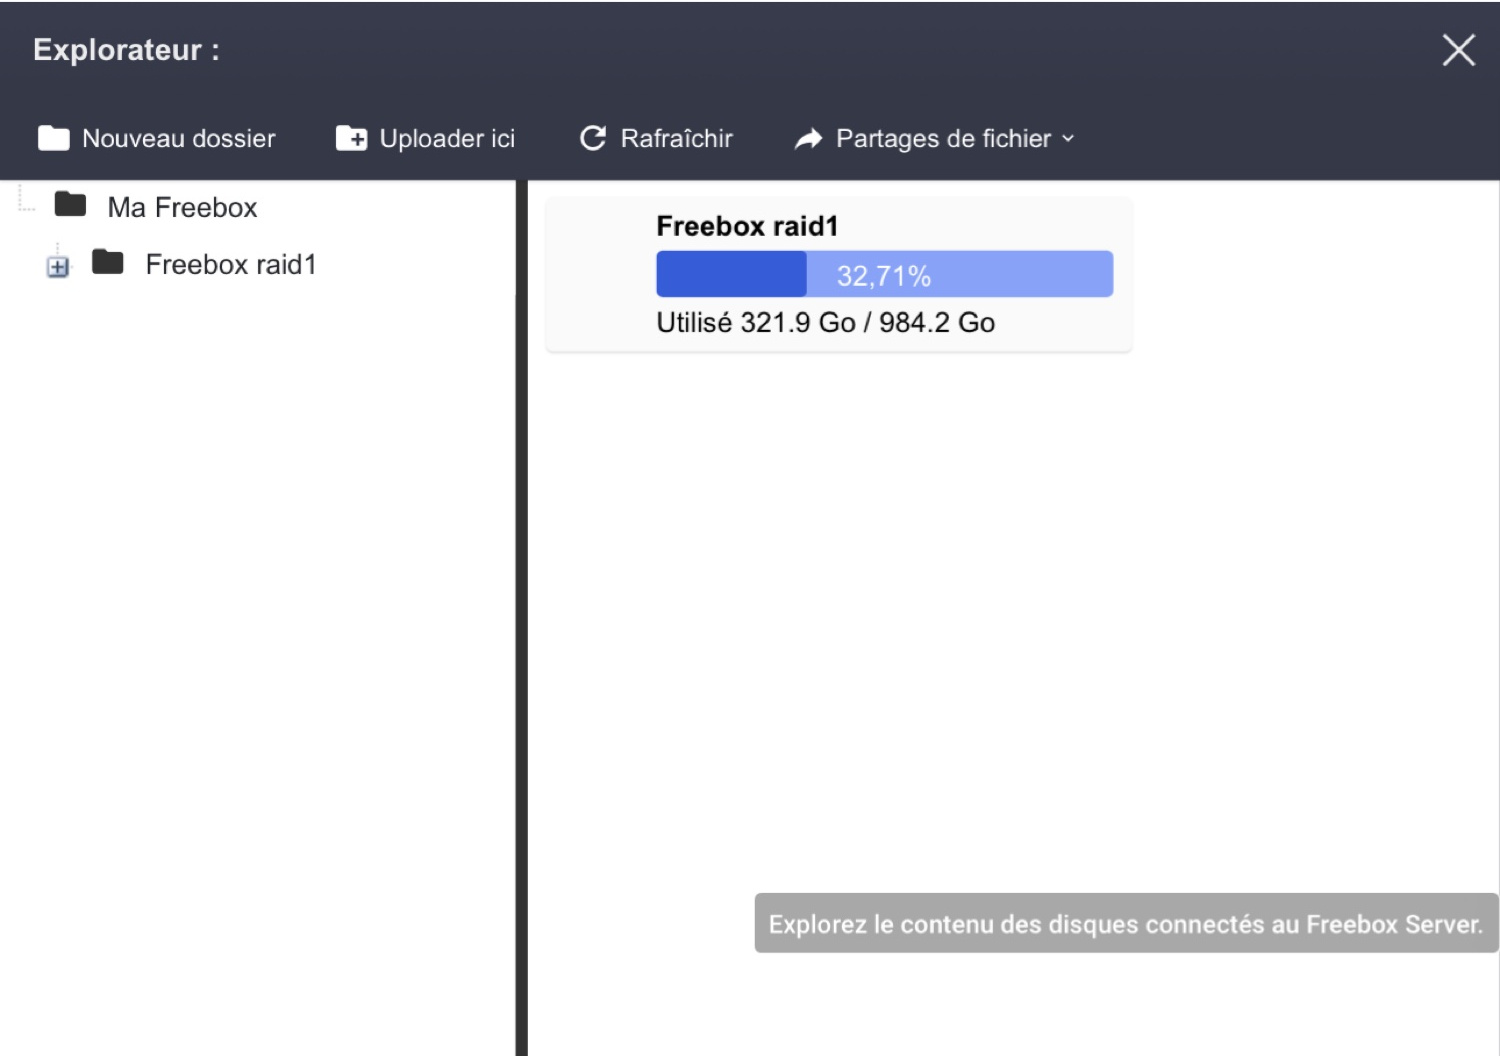 Explorateur :
Nouveau dossier
Uploader ici
Rafraîchir
Partages de fichier
Ma Freebox
Freebox raid1
Freebox raid1
32,71%
Utilisé 321.9 Go / 984.2 Go
Explorez le contenu des disques connectés au Freebox Server.